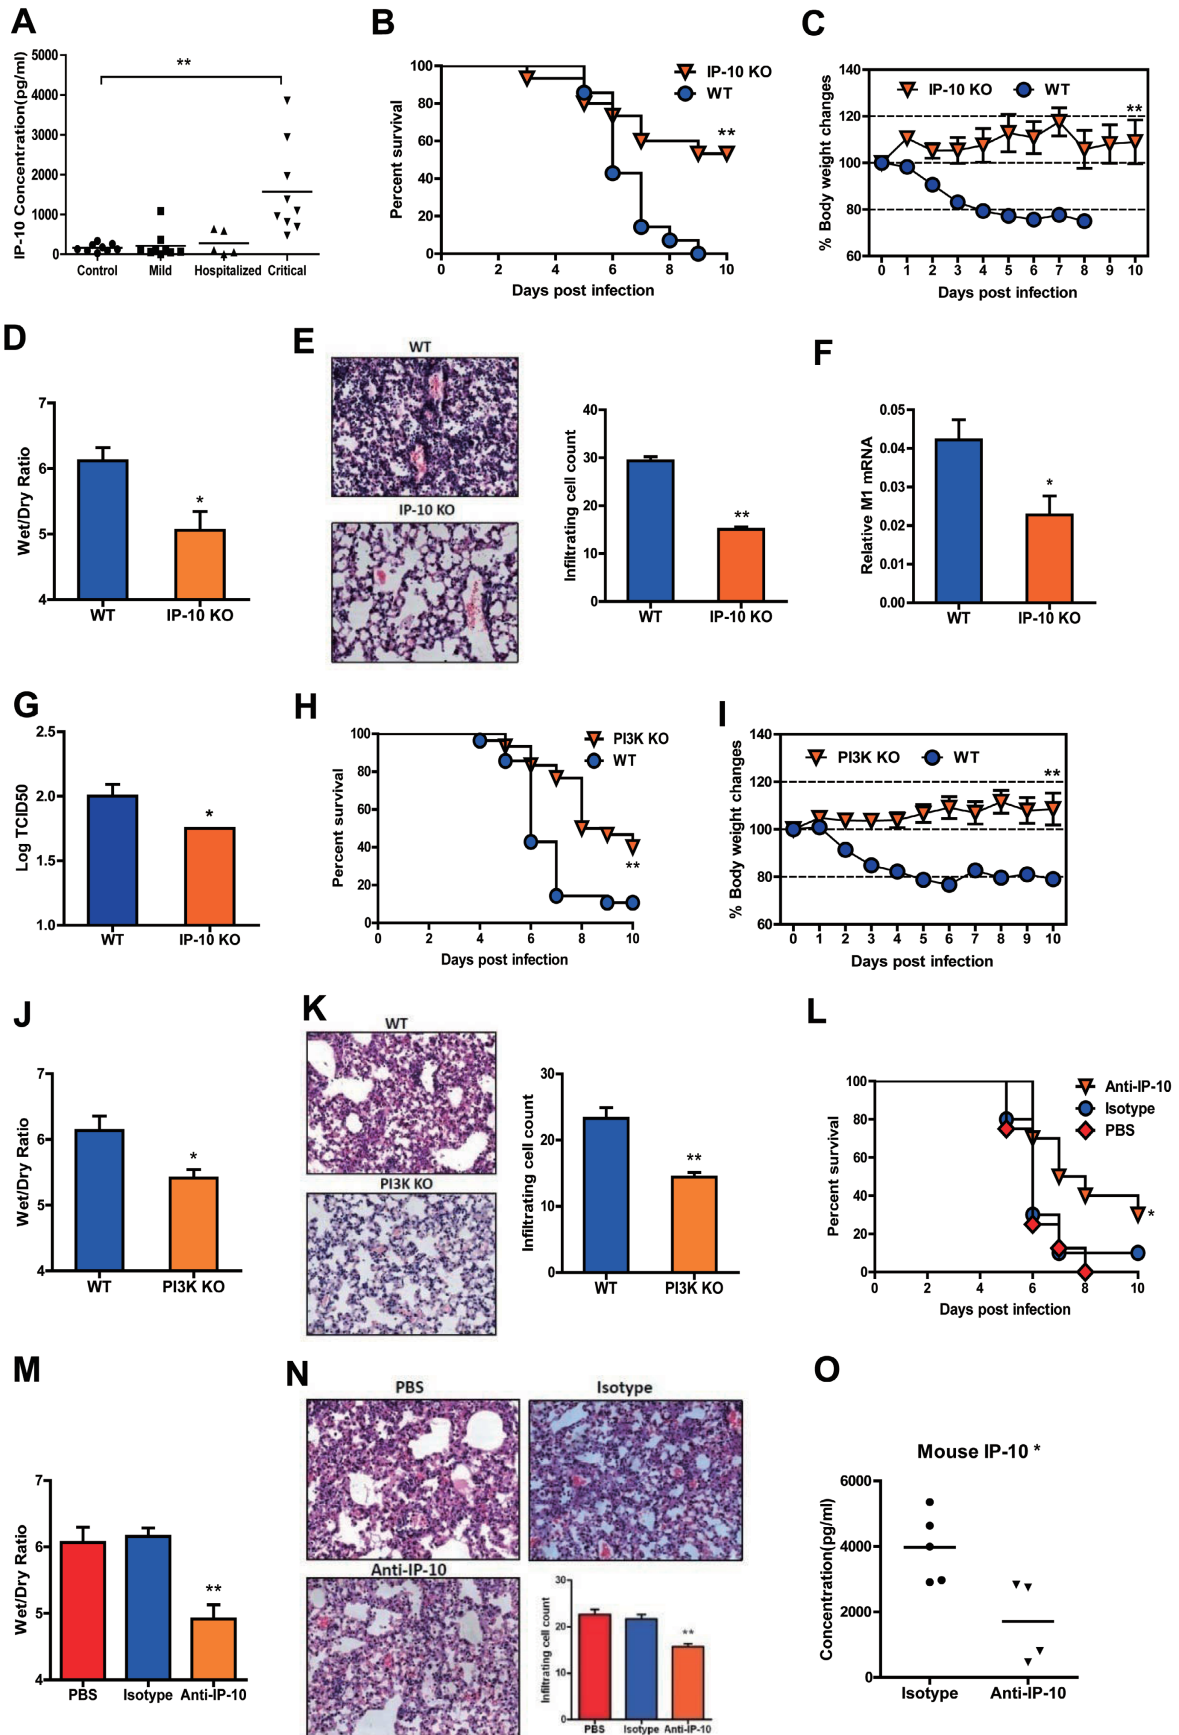 A
IP-10 Concentration(pg/ml)
5000
4000
3000
2000
1000
0
**
Control Mild Hospitalized Critical
B
Percent survival
100
80
60
40
20
0
0 2 4 6 8 10
Days post infection
IP-10 KO
WT
**
C
% Body weight changes
140
120
100
80
60
IP-10 KO WT
**
0 1 2 3 4 5 6 7 8 9 10
Days post infection
D
Wet/Dry Ratio
7
6
5
4
*
WT IP-10 KO
E
WT
IP-10 KO
Infiltrating cell count
40
30
20
10
0
**
WT IP-10 KO
F
Relative M1 mRNA
0.05
0.04
0.03
0.02
0.01
0.00
*
WT IP-10 KO
G
Log TCID50
2.5
2.0
1.5
1.0
*
WT IP-10 KO
H
Percent survival
100
80
60
40
20
0
0 2 4 6 8 10
Days post infection
PI3K KO
WT
**
I
% Body weight changes
140
120
100
80
60
PI3K KO WT
**
0 1 2 3 4 5 6 7 8 9 10
Days post infection
J
Wet/Dry Ratio
7
6
5
4
*
WT PI3K KO
K
WT
PI3K KO
Infiltrating cell count
30
20
10
0
**
WT PI3K KO
L
Percent survival
100
80
60
40
20
0
0 2 4 6 8 10
Days post infection
Anti-IP-10
Isotype
PBS
*
M
Wet/Dry Ratio
7
6
5
4
**
PBS Isotype Anti-IP-10
N
PBS
Isotype
Anti-IP-10
Infiltrating cell count
30
20
10
0
**
PBS Isotype Anti-IP-10
O
Mouse IP-10 *
Concentration(pg/ml)
6000
4000
2000
0
Isotype Anti-IP-10